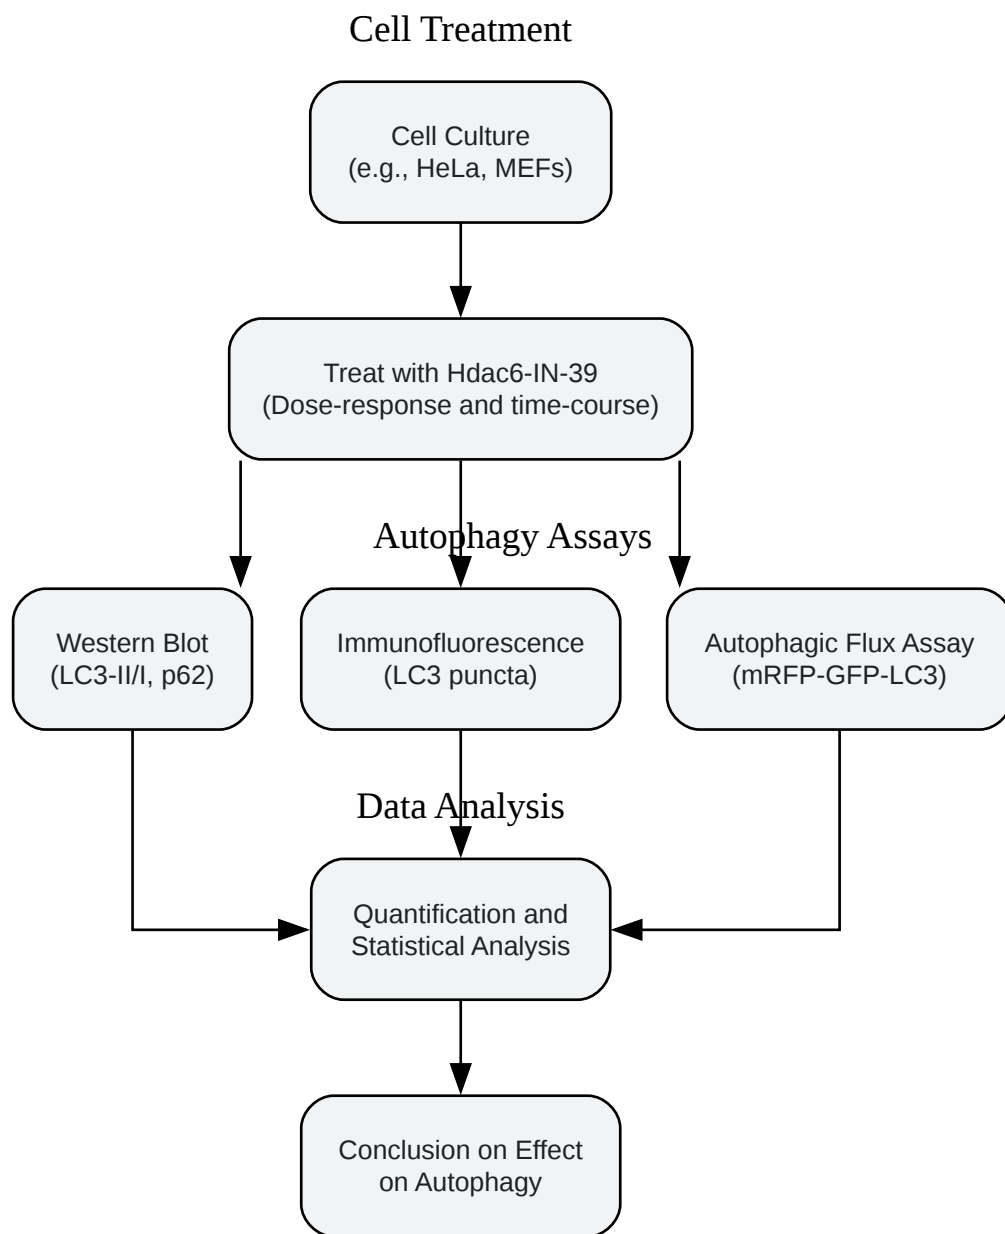 Cell Treatment
Cell Culture
(e.g., HeLa, MEFs)
Treat with Hdac6-IN-39
(Dose-response and time-course)
Autophagy Assays
Western Blot
(LC3-II/I, p62)
Immunofluorescence
(LC3 puncta)
Autophagic Flux Assay
(mRFP-GFP-LC3)
Data Analysis
Quantification and
Statistical Analysis
Conclusion on Effect
on Autophagy